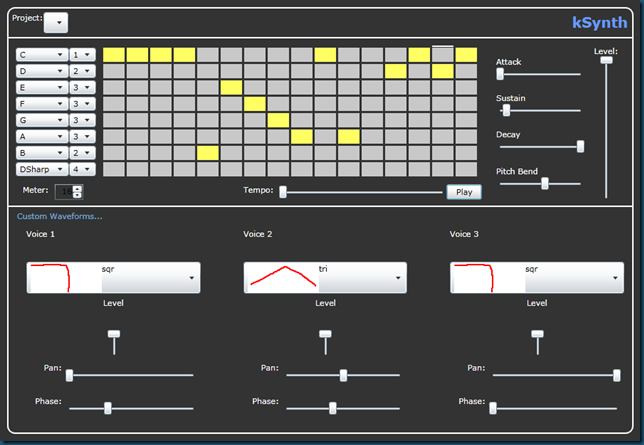 Project:
kSynth
C 1
D 2
E 3
F 3
G 3
A 3
B 2
DSharp 4
Level:
Attack
Sustain
Decay
Pitch Bend
Meter: 16
Tempo:
Play
Custom Waveforms...
Voice 1
Voice 2
Voice 3
sqr
tri
sqr
Level
Level
Level
Pan:
Pan:
Pan:
Phase:
Phase:
Phase: